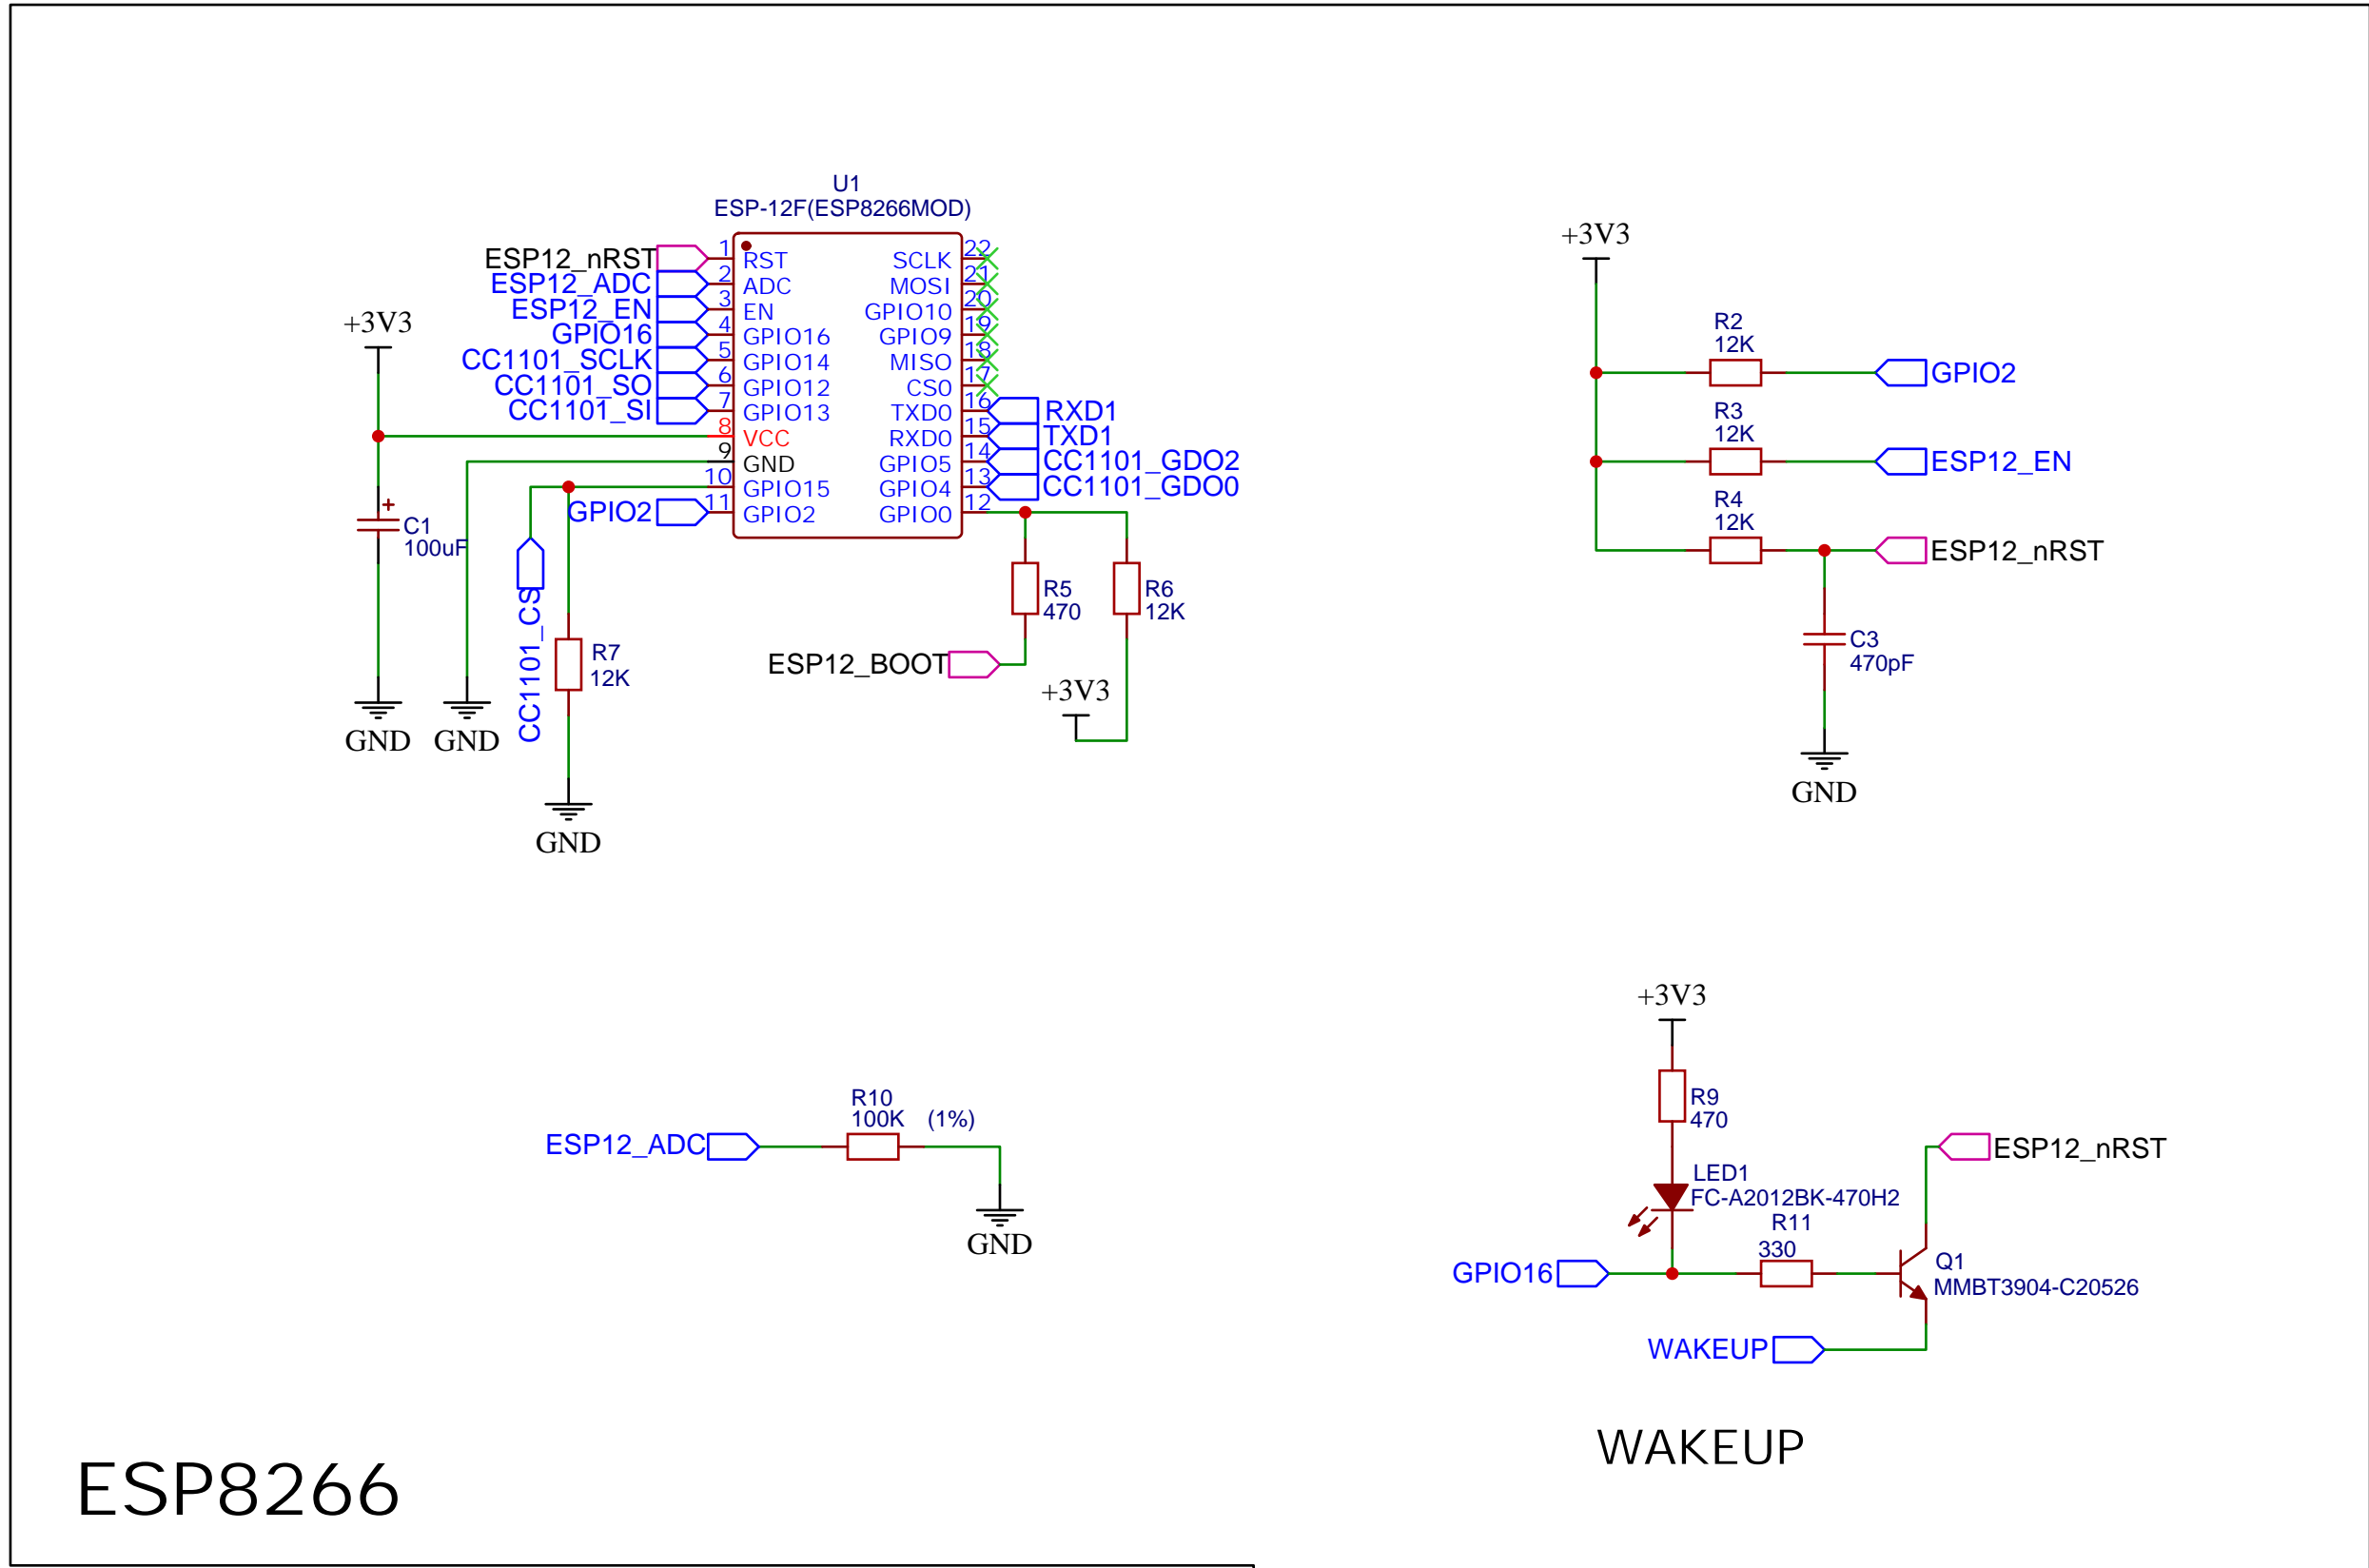 U1
ESP-12F(ESP8266MOD)
ESP12_nRST 1 RST
ESP12_ADC 2 ADC
ESP12_EN 3 EN
GPIO16 4 GPIO16
CC1101_SCLK 5 GPIO14
CC1101_SO 6 GPIO12
CC1101_SI 7 GPIO13
8 VCC
9 GND
10 GPIO15
GPIO2 11 GPIO2
SCLK 22
MOSI 21
GPIO10 20
GPIO9 19
MISO 18
CS0 17
TXD0 16 RXD1
RXD0 15 TXD1
GPIO5 14 CC1101_GDO2
GPIO4 13 CC1101_GDO0
GPIO0 12
+3V3
+
C1
100uF
GND
GND
CC1101_CS
R7
12K
GND
R5
470
R6
12K
ESP12_BOOT
+3V3
+3V3
R2
12K
GPIO2
R3
12K
ESP12_EN
R4
12K
ESP12_nRST
C3
470pF
GND
R10
100K (1%)
ESP12_ADC
GND
+3V3
R9
470
LED1
FC-A2012BK-470H2
R11
330
GPIO16
ESP12_nRST
Q1
MMBT3904-C20526
WAKEUP
WAKEUP
ESP8266